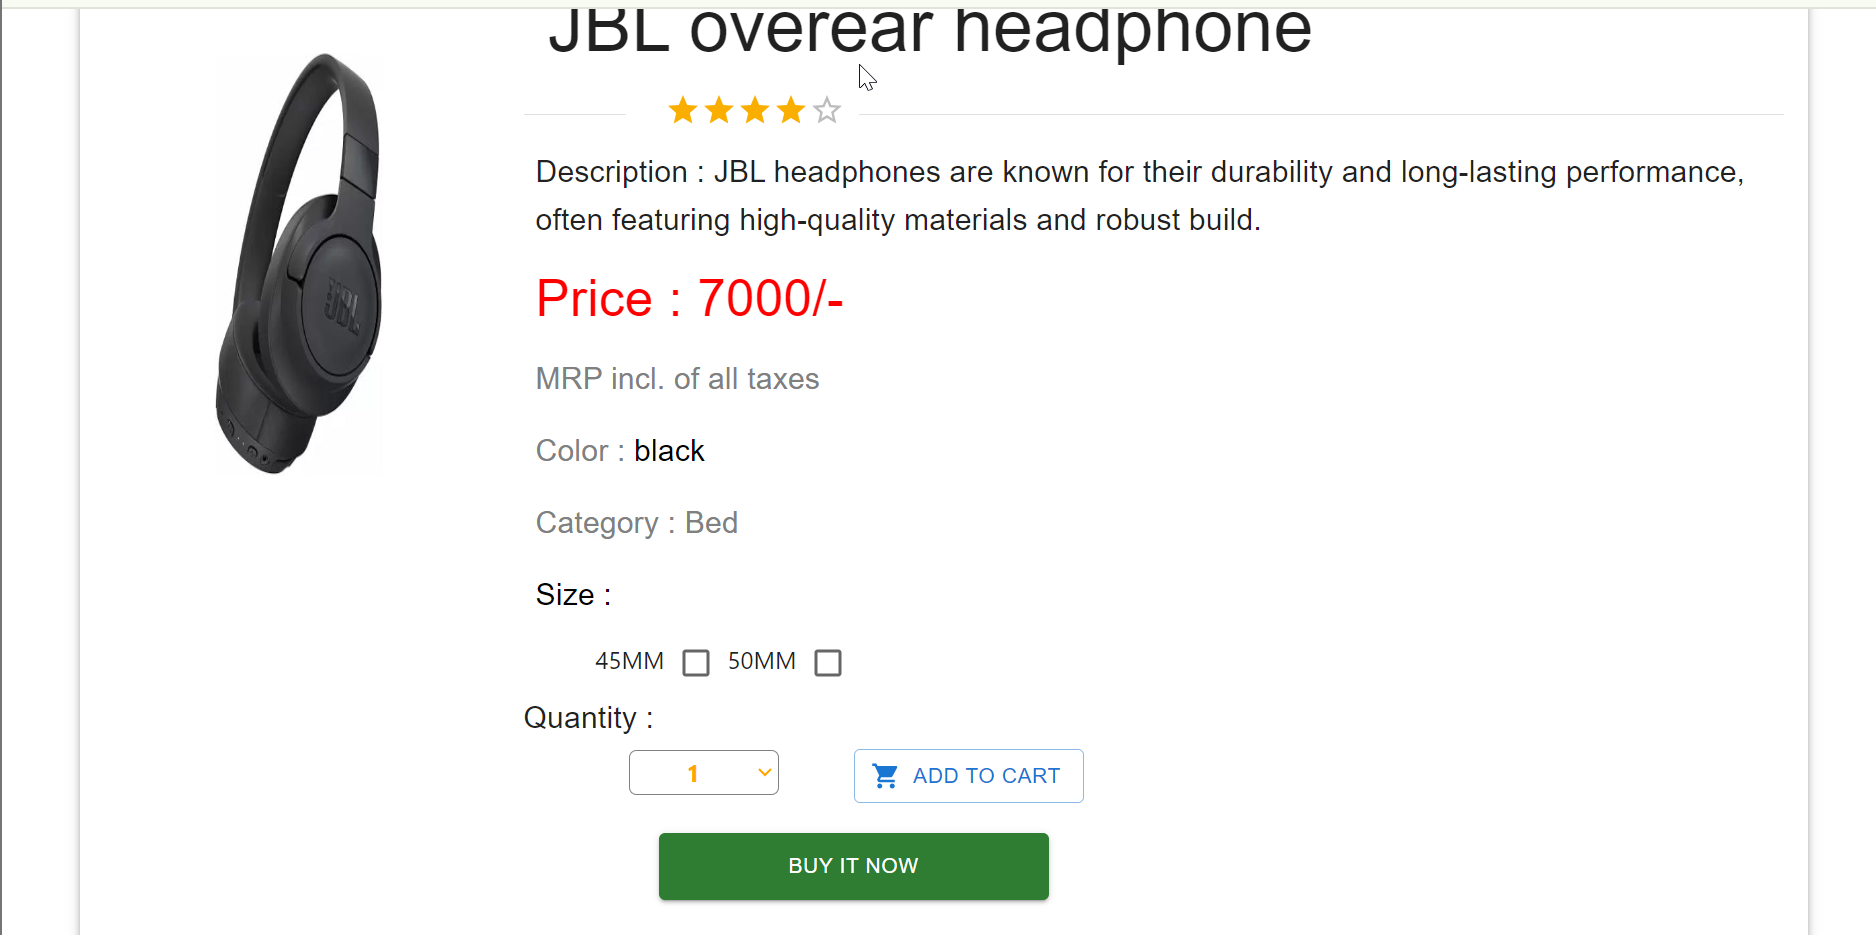 JBL overear headphone
Description : JBL headphones are known for their durability and long-lasting performance,
often featuring high-quality materials and robust build.
Price : 7000/-
MRP incl. of all taxes
Color : black
Category : Bed
Size :
45MM 50MM
Quantity :
1 ADD TO CART
BUY IT NOW
JBL